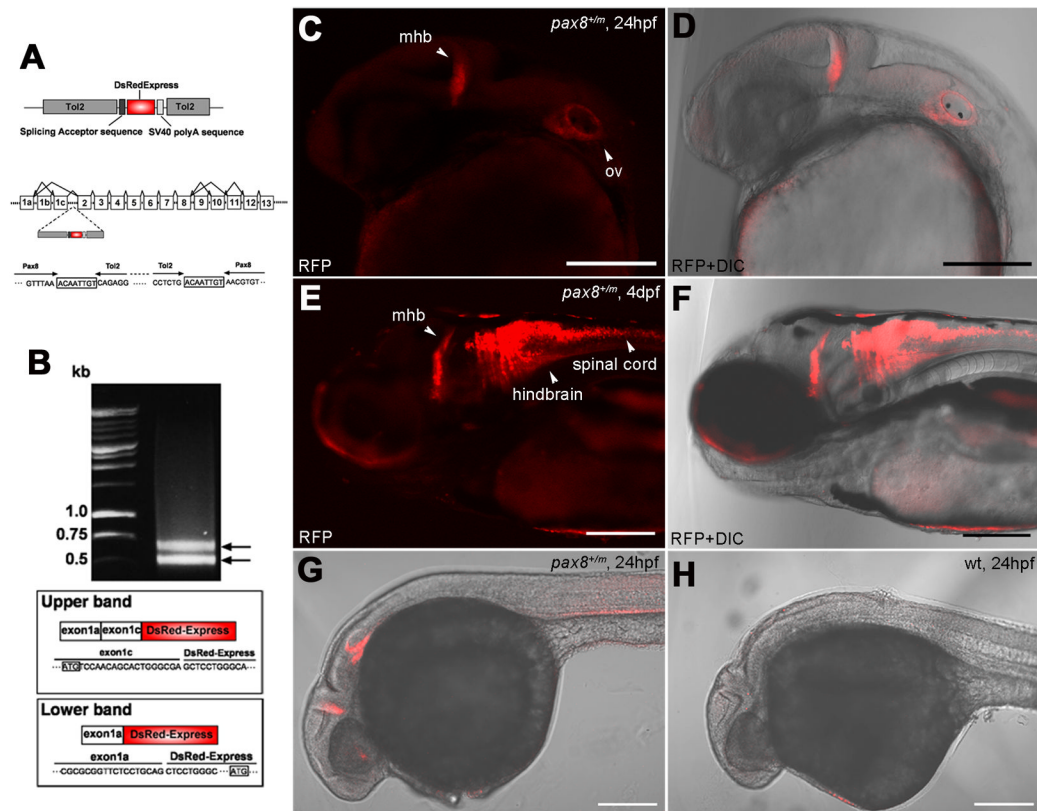 A
DsRedExpress
Tol2
Tol2
Splicing Acceptor sequence
SV40 polyA sequence
1a 1b 1c 2 3 4 5 6 7 8 9 10 11 12 13
Pax8 Tol2 Tol2 Pax8
··· GTTTAA ACAATTGT CAGAGG ····· CCTCTG ACAATTGT AACGTGT ···
B
kb
1.0
0.75
0.5
Upper band
exon1a exon1c DsRed-Express
exon1c DsRed-Express
··· ATG TCCAACAGCACTGGGCGA GCTCCTGGGCA···
Lower band
exon1a DsRed-Express
exon1a DsRed-Express
··· CGCGCGGTTCTCCTGCAG CTCCTGGGC ··· ATG ···
C
pax8+/m, 24hpf
mhb
ov
RFP
D
RFP+DIC
E
pax8+/m, 4dpf
mhb
spinal cord
hindbrain
RFP
F
RFP+DIC
G
pax8+/m, 24hpf
H
wt, 24hpf